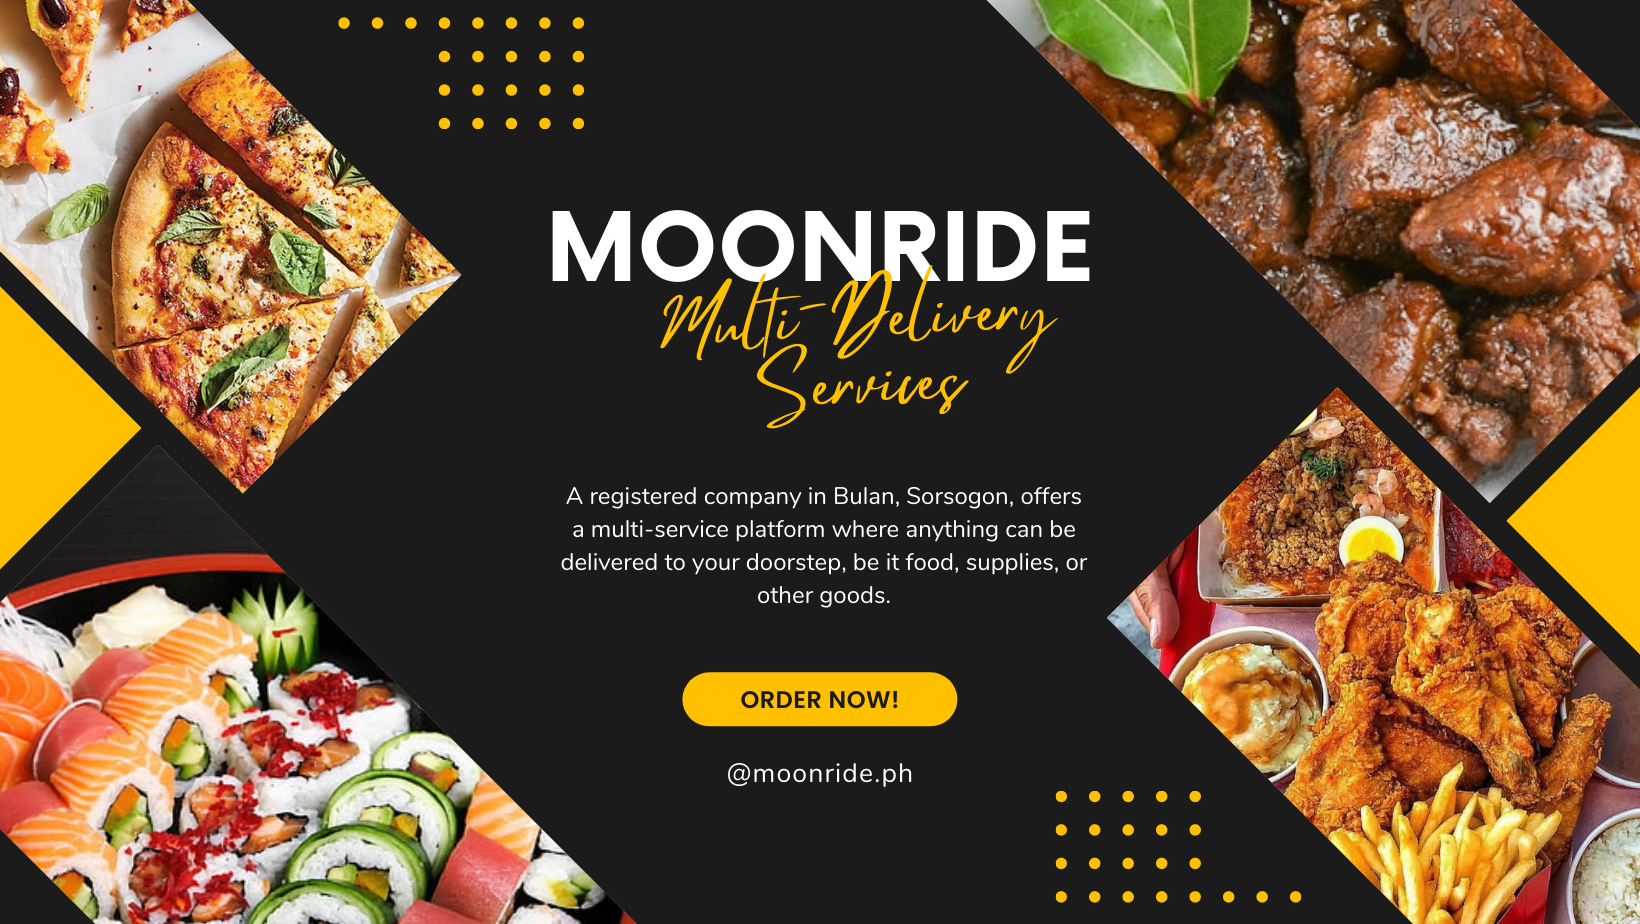 MOONRIDE
Multi-Delivery
Services
A registered company in Bulan, Sorsogon, offers
a multi-service platform where anything can be
delivered to your doorstep, be it food, supplies, or
other goods.
ORDER NOW!
@moonride.ph